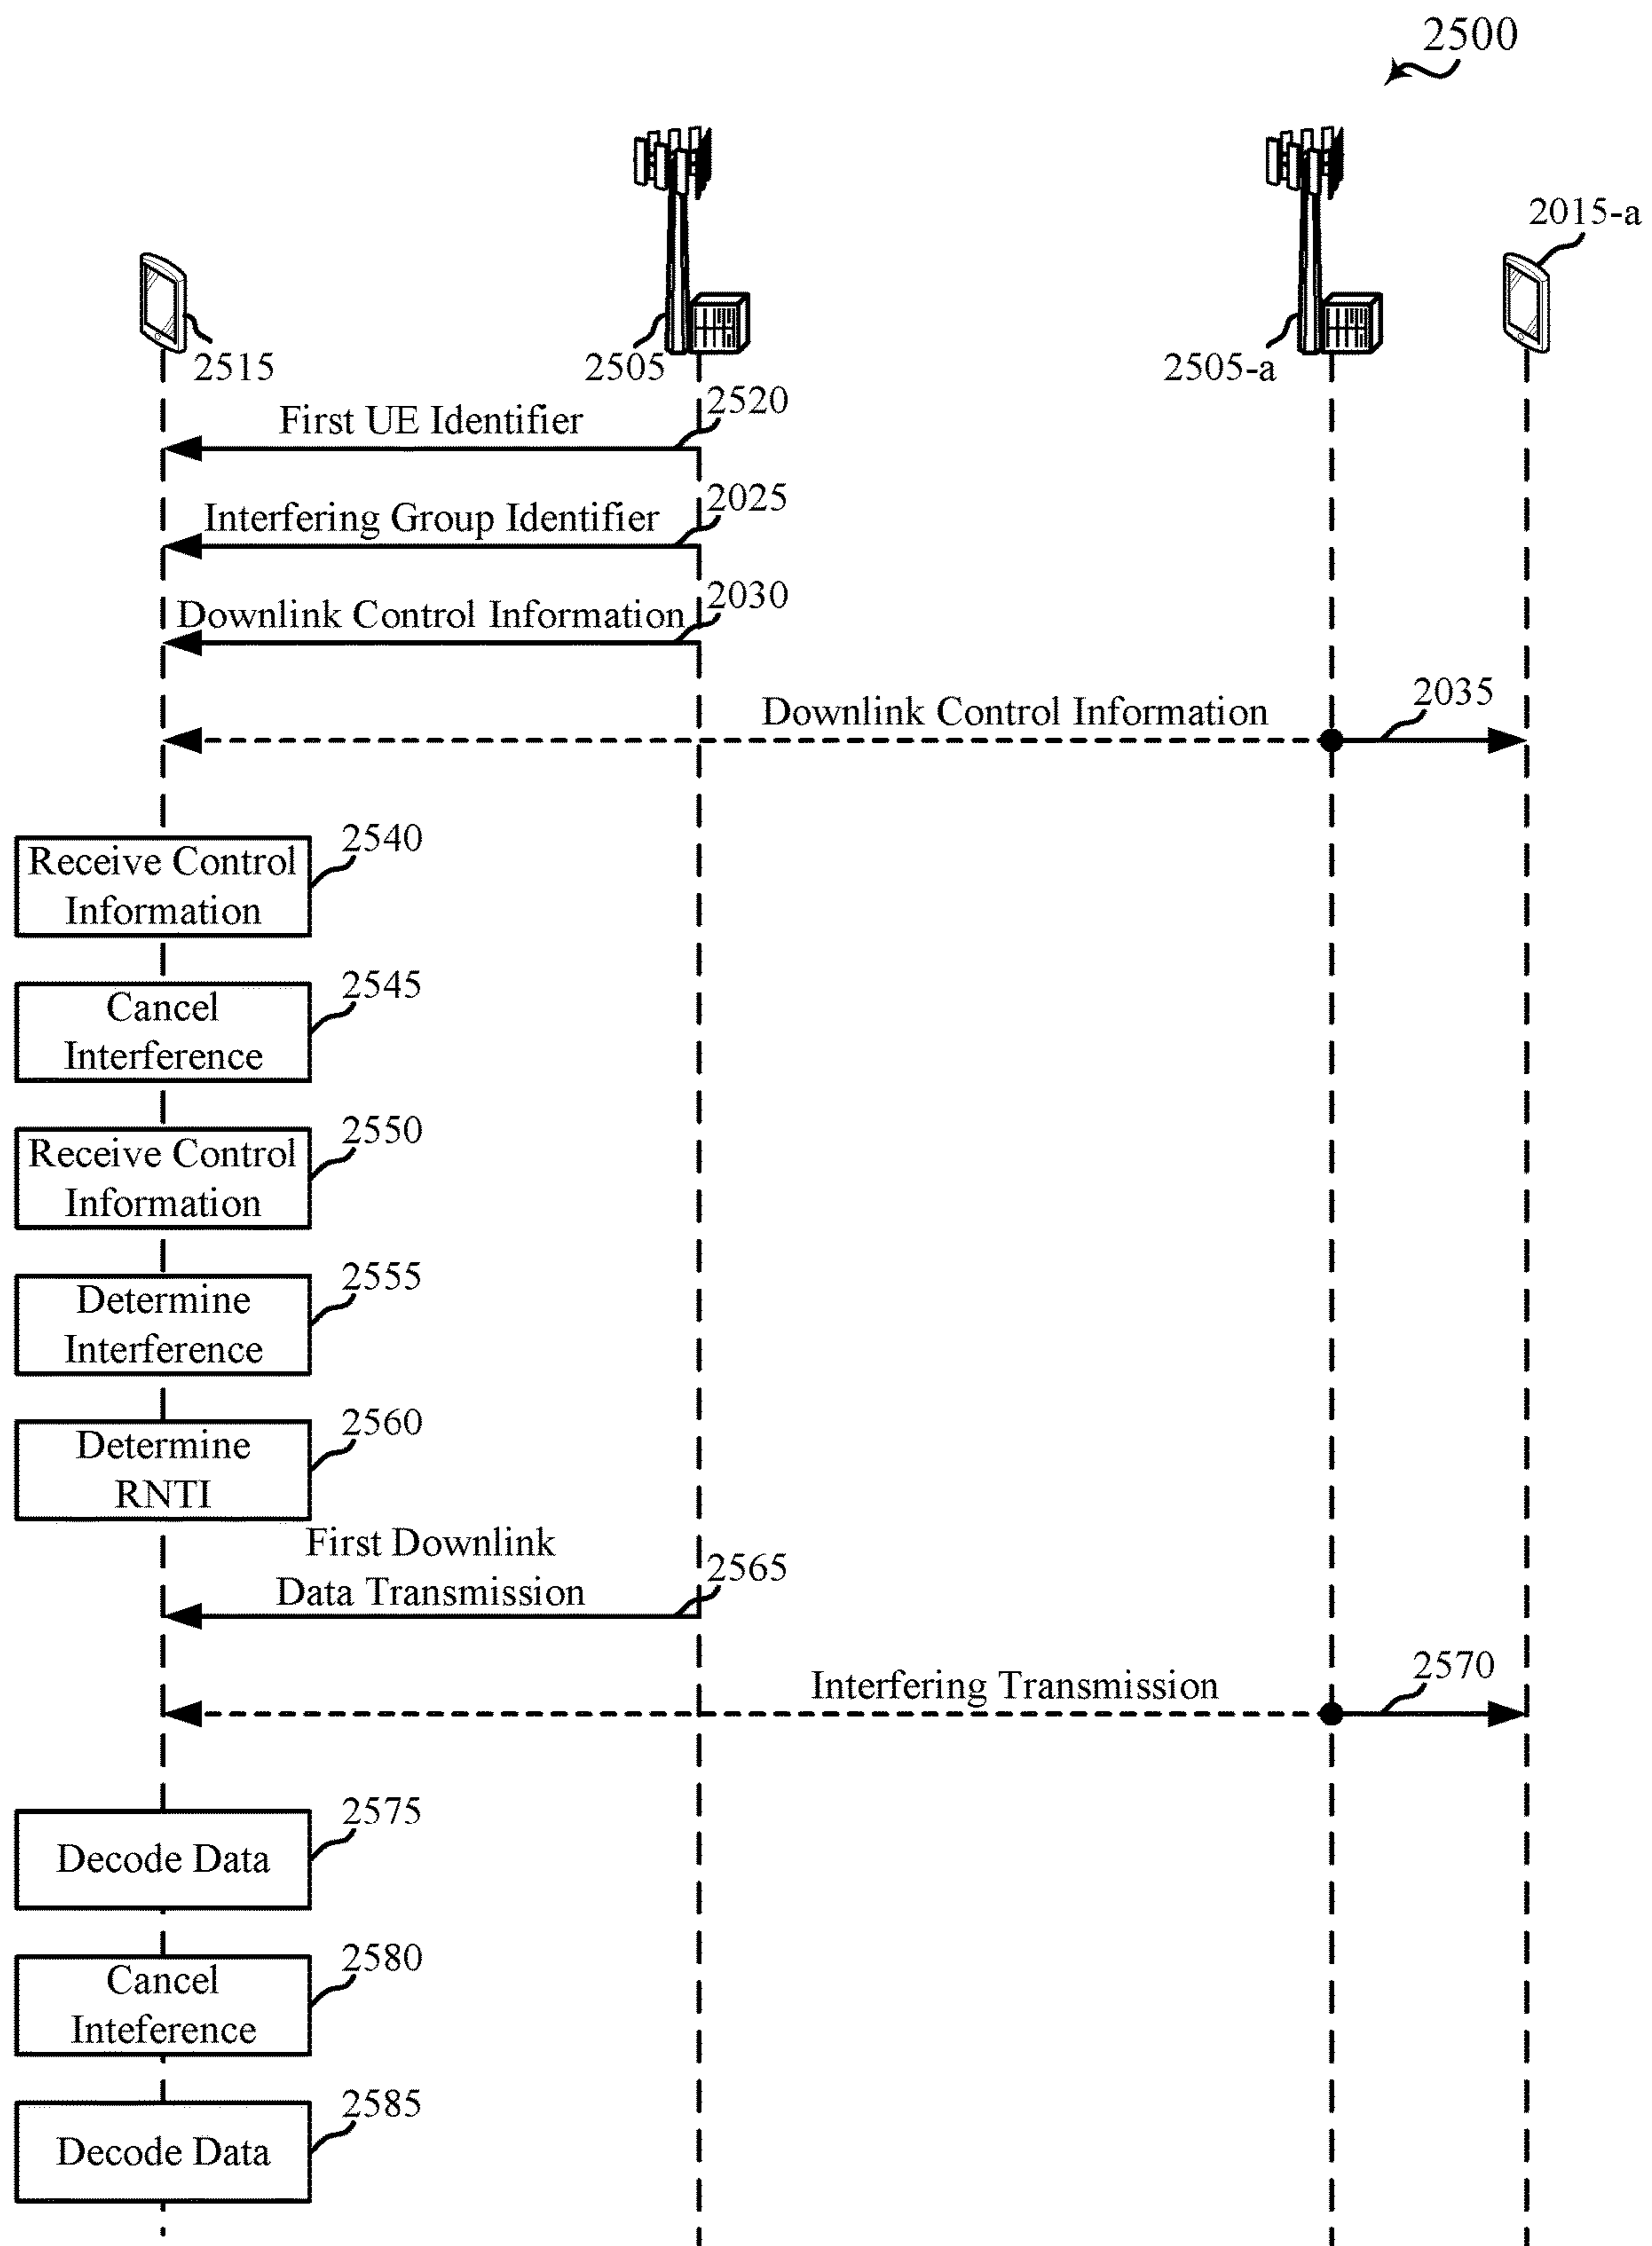 2500
2015-a
2515
2505
2505-a
First UE Identifier
2520
Interfering Group Identifier
2025
Downlink Control Information
2030
Downlink Control Information
2035
Receive Control
Information
2540
Cancel
Interference
2545
Receive Control
Information
2550
Determine
Interference
2555
Determine
RNTI
2560
First Downlink
Data Transmission
2565
Interfering Transmission
2570
Decode Data
2575
Cancel
Inteference
2580
Decode Data
2585